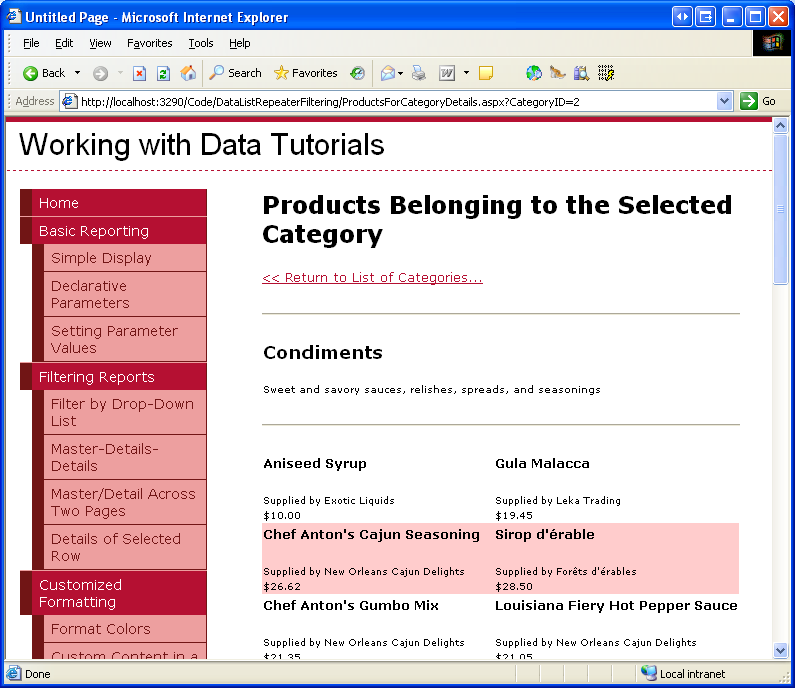 Untitled Page - Microsoft Internet Explorer
File Edit View Favorites Tools Help
Back Search Favorites
Address http://localhost:3290/Code/DataListRepeaterFiltering/ProductsForCategoryDetails.aspx?CategoryID=2 Go
Working with Data Tutorials
Home
Basic Reporting
Simple Display
Declarative
Parameters
Setting Parameter
Values
Filtering Reports
Filter by Drop-Down
List
Master-Details-
Details
Master/Detail Across
Two Pages
Details of Selected
Row
Customized
Formatting
Format Colors
Custom Content in a
Products Belonging to the Selected
Category
<< Return to List of Categories...
Condiments
Sweet and savory sauces, relishes, spreads, and seasonings
Aniseed Syrup Gula Malacca
Supplied by Exotic Liquids Supplied by Leka Trading
$10.00 $19.45
Chef Anton's Cajun Seasoning Sirop d'érable
Supplied by New Orleans Cajun Delights Supplied by Forêts d'érables
$26.62 $28.50
Chef Anton's Gumbo Mix Louisiana Fiery Hot Pepper Sauce
Supplied by New Orleans Cajun Delights Supplied by New Orleans Cajun Delights
$21.35 $21.05
Done Local intranet